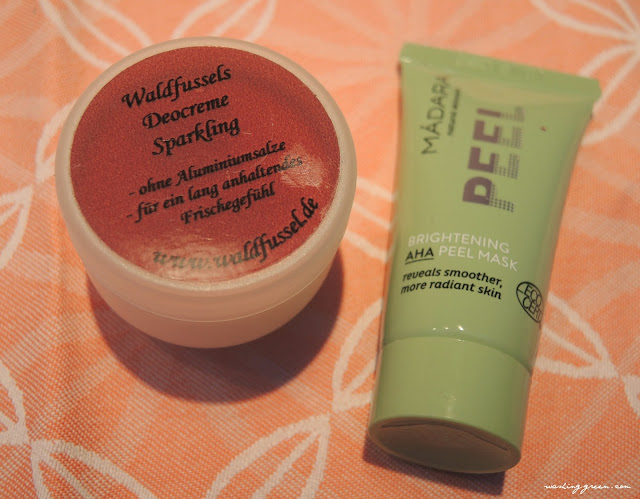 Waldfussels
Deocreme
Sparkling
- ohne Aluminiumsalze
- für ein lang anhaltendes
Frischegefühl
www.waldfussel.de
MÁDARA
PEEL
BRIGHTENING
AHA PEEL MASK
reveals smoother,
more radiant skin
ECO
CERT